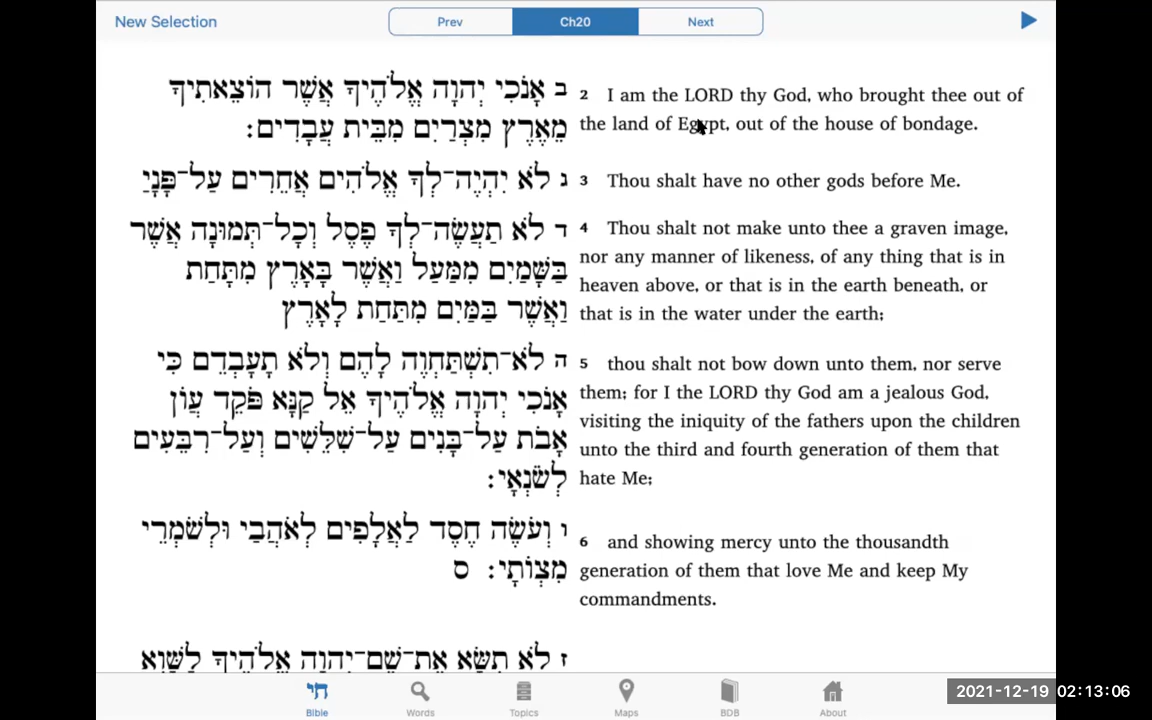 New Selection
Prev
Ch20
Next
ב אָנֹכִי יְהוָה אֱלֹהֶיךָ אֲשֶׁר הוֹצֵאתִיךָ
מֵאֶרֶץ מִצְרַיִם מִבֵּית עֲבָדִים׃
2 I am the LORD thy God, who brought thee out of
the land of Egypt, out of the house of bondage.
ג לֹא יִהְיֶה־לְךָ אֱלֹהִים אֲחֵרִים עַל־פָּנָיַ
3 Thou shalt have no other gods before Me.
ד לֹא תַעֲשֶׂה־לְךָ פֶסֶל וְכָל־תְּמוּנָה אֲשֶׁר
בַּשָּׁמַיִם מִמַּעַל וַאֲשֶׁר בָּאָרֶץ מִתָּחַת
וַאֲשֶׁר בַּמַּיִם מִתַּחַת לָאָרֶץ
4 Thou shalt not make unto thee a graven image,
nor any manner of likeness, of any thing that is in
heaven above, or that is in the earth beneath, or
that is in the water under the earth;
ה לֹא־תִשְׁתַּחְוֶה לָהֶם וְלֹא תָעָבְדֵם כִּי
אָנֹכִי יְהוָה אֱלֹהֶיךָ אֵל קַנָּא פֹּקֵד עֲוֺן
אָבֹת עַל־בָּנִים עַל־שִׁלֵּשִׁים וְעַל־רִבֵּעִים
לְשֹׂנְאָי׃
5 thou shalt not bow down unto them, nor serve
them; for I the LORD thy God am a jealous God,
visiting the iniquity of the fathers upon the children
unto the third and fourth generation of them that
hate Me;
ו וְעֹשֶׂה חֶסֶד לַאֲלָפִים לְאֹהֲבַי וּלְשֹׁמְרֵי
מִצְוֺתָי׃ ס
6 and showing mercy unto the thousandth
generation of them that love Me and keep My
commandments.
ז לֹא תִשָּׂא אֶת־שֵׁם־יְהוָה אֱלֹהֶיךָ לַשָּׁוְא
חי
Bible
Words
Topics
Maps
BDB
About
2021-12-19 02:13:06